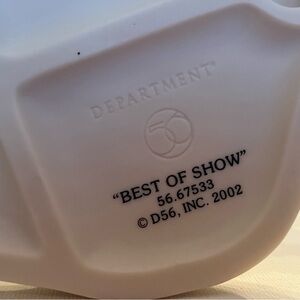 DEPARTMENT
56
"BEST OF SHOW"
56.67533
© D56, INC. 2002